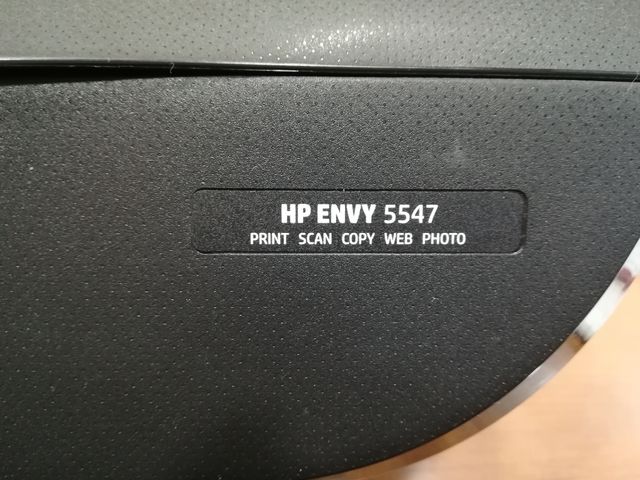 HP ENVY 5547
PRINT SCAN COPY WEB PHOTO